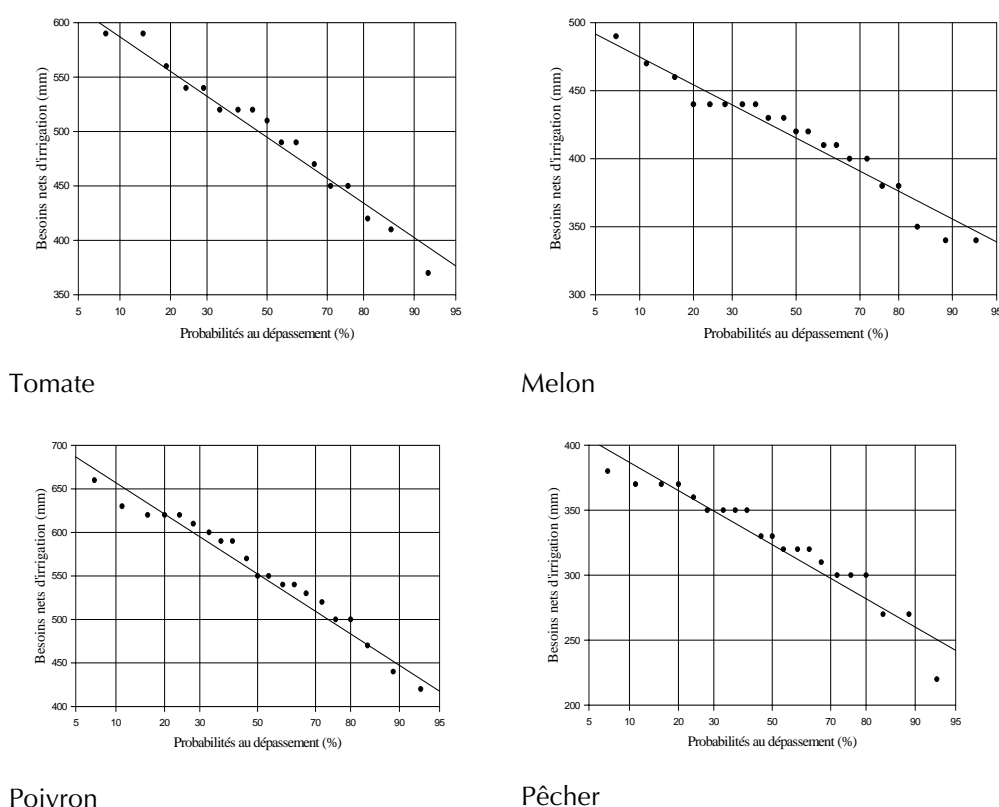 600
550
500
450
400
350
Besoins nets d'irrigation (mm)
5 10 20 30 50 70 80 90 95
Probabilités au dépassement (%)
Tomate
500
450
400
350
300
Besoins nets d'irrigation (mm)
5 10 20 30 50 70 80 90 95
Probabilités au dépassement (%)
Melon
700
650
600
550
500
450
400
Besoins nets d'irrigation (mm)
5 10 20 30 50 70 80 90 95
Probabilités au dépassement (%)
Poivron
400
350
300
250
200
Besoins nets d'irrigation (mm)
5 10 20 30 50 70 80 90 95
Probabilités au dépassement (%)
Pêcher